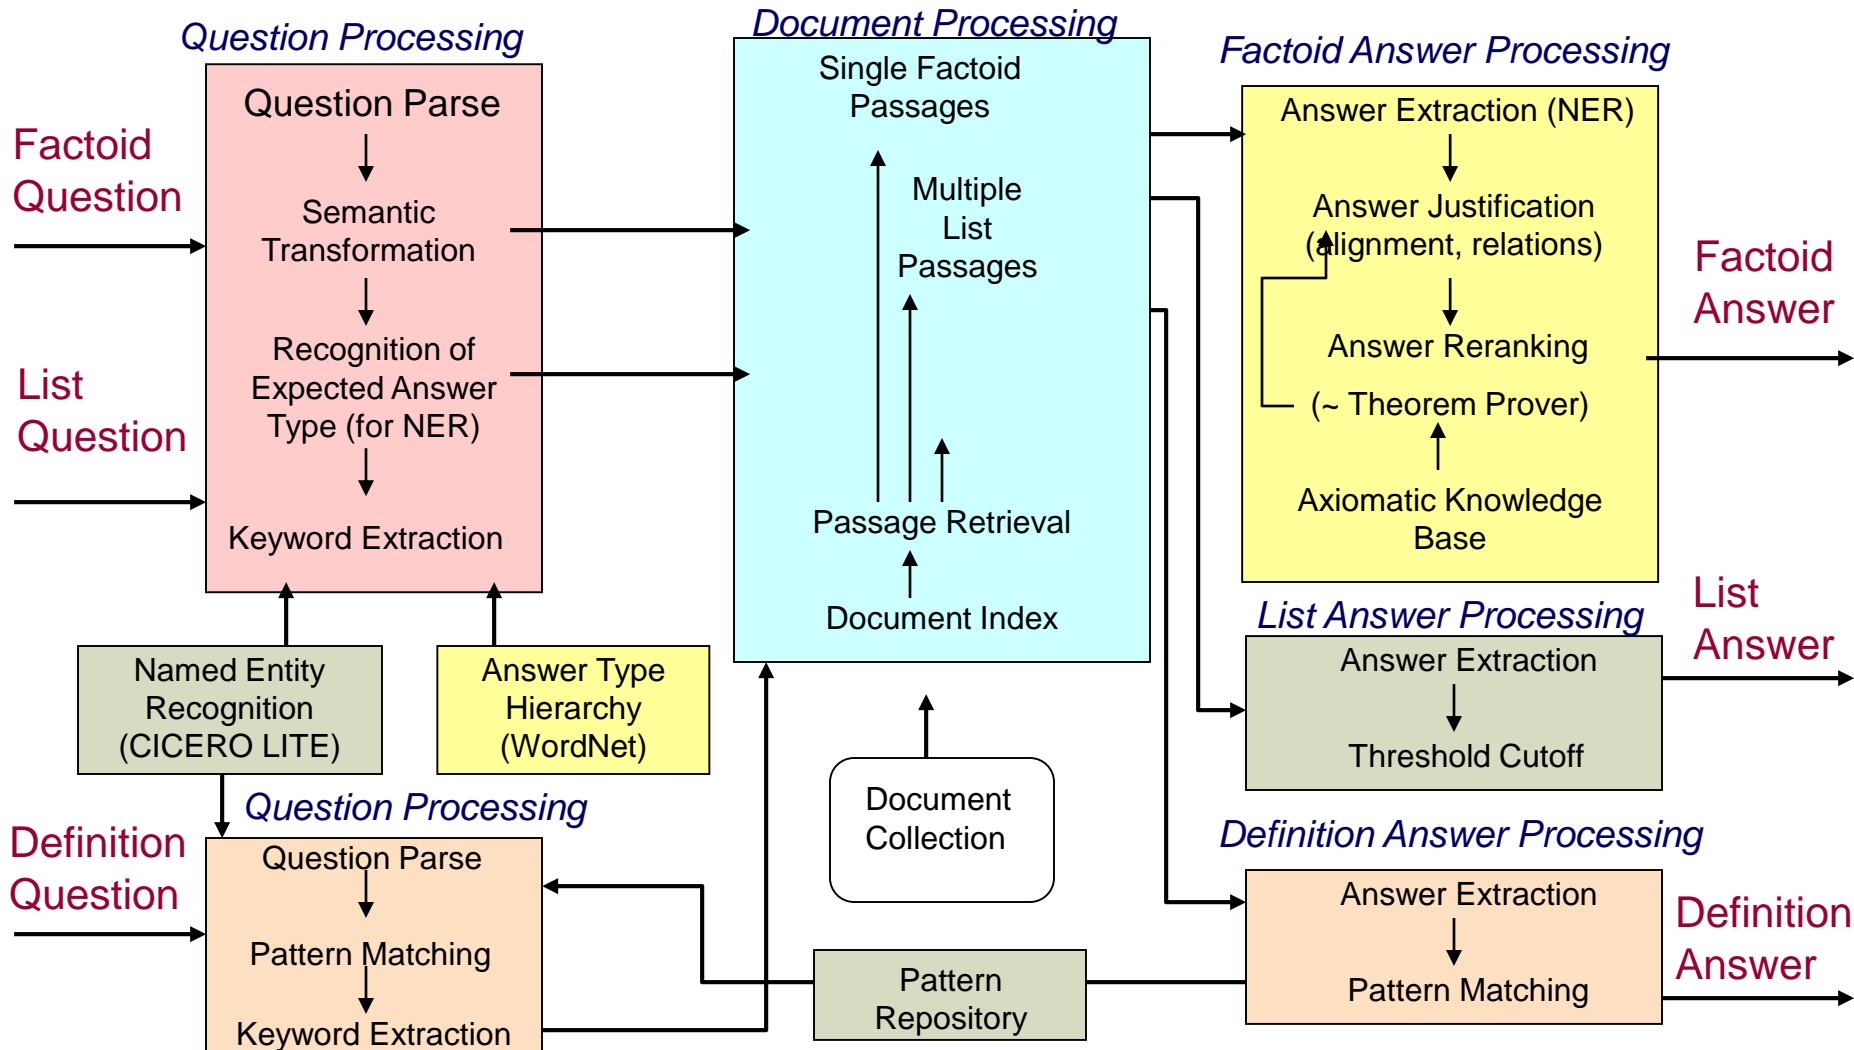 Question Processing
Document Processing
Factoid Answer Processing
Factoid
Question
List
Question
Question Parse
Semantic
Transformation
Recognition of
Expected Answer
Type (for NER)
Keyword Extraction
Single Factoid
Passages
Multiple
List
Passages
Passage Retrieval
Document Index
Answer Extraction (NER)
Answer Justification
(alignment, relations)
Answer Reranking
(~ Theorem Prover)
Axiomatic Knowledge
Base
Factoid
Answer
Named Entity
Recognition
(CICERO LITE)
Answer Type
Hierarchy
(WordNet)
Document
Collection
List Answer Processing
Answer Extraction
Threshold Cutoff
List
Answer
Question Processing
Definition
Question
Question Parse
Pattern Matching
Keyword Extraction
Pattern
Repository
Definition Answer Processing
Answer Extraction
Pattern Matching
Definition
Answer